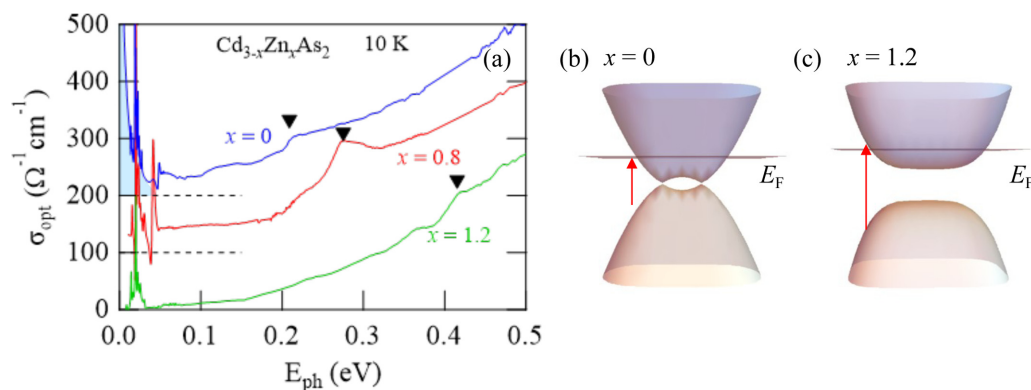 500
400
300
200
100
0
σopt (Ω⁻¹ cm⁻¹)
Cd₃₋ₓZnₓAs₂ 10 K
(a)
x = 0
x = 0.8
x = 1.2
0.0 0.1 0.2 0.3 0.4 0.5
Eph (eV)
(b) x = 0
EF
(c) x = 1.2
EF